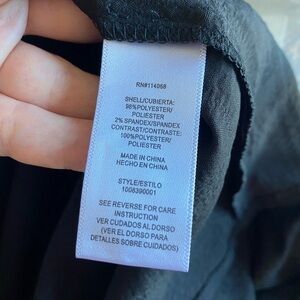 RN#114068
SHELL/CUBIERTA:
98%POLYESTER/
POLIESTER
2% SPANDEX/SPANDEX
CONTRAST/CONTRASTE:
100%POLYESTER/
POLIESTER
MADE IN CHINA
HECHO EN CHINA
STYLE/ESTILO
1008390001
SEE REVERSE FOR CARE
INSTRUCTION
VER CUIDADOS AL DORSO
(VER EL DORSO PARA
DETALLES SOBRE CUIDADOS)